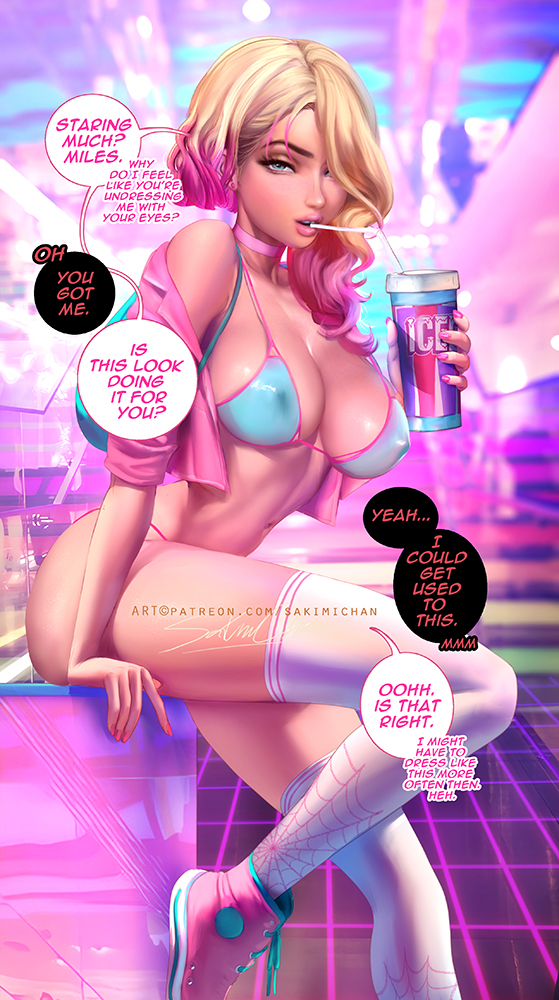 STARING
MUCH?
MILES.
WHY
DO I FEEL
LIKE YOU'RE
UNDRESSING
ME WITH
YOUR EYES?
OH
YOU
GOT
ME.
IS
THIS LOOK
DOING
IT FOR
YOU?
ICE
YEAH...
I
COULD
GET
USED
TO
THIS.
MMM
ART©PATREON.COM/SAKIMICHAN
OOHH.
IS THAT
RIGHT.
I MIGHT
HAVE TO
DRESS LIKE
THIS MORE
OFTEN THEN.
HEH.